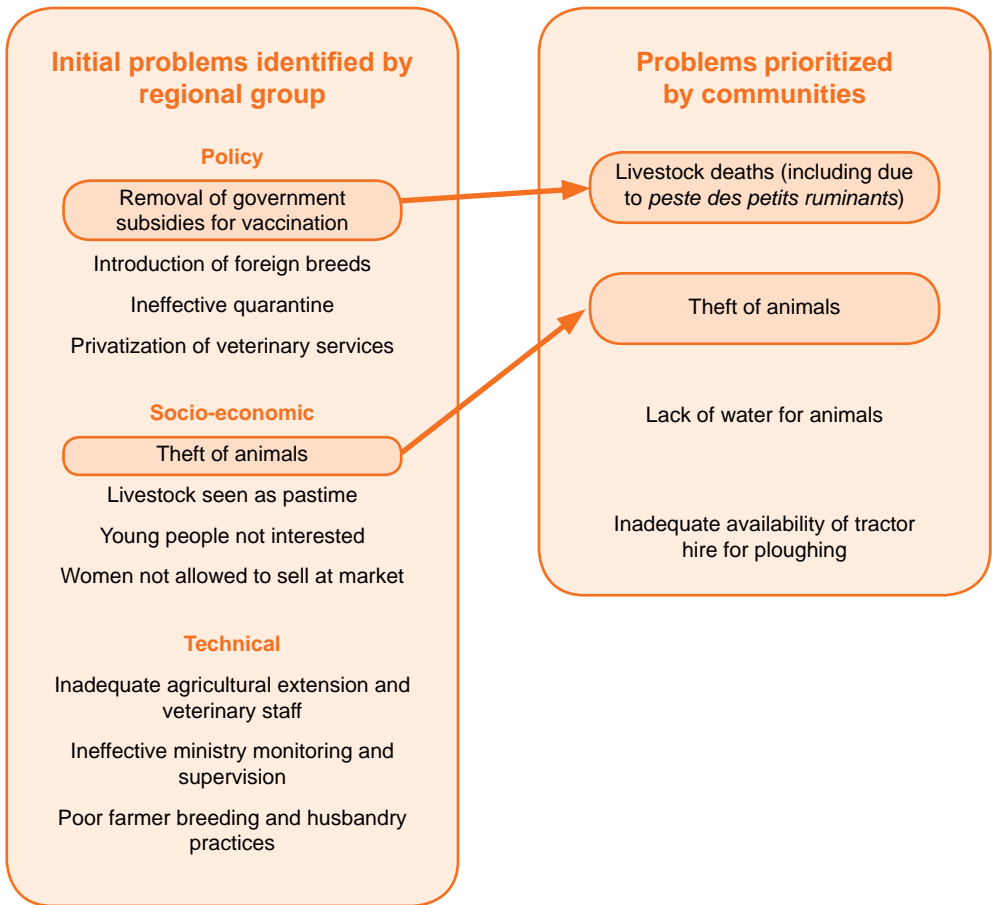 Initial problems identified by
regional group
Policy
Removal of government
subsidies for vaccination
Introduction of foreign breeds
Ineffective quarantine
Privatization of veterinary services
Socio-economic
Theft of animals
Livestock seen as pastime
Young people not interested
Women not allowed to sell at market
Technical
Inadequate agricultural extension and
veterinary staff
Ineffective ministry monitoring and
supervision
Poor farmer breeding and husbandry
practices
Problems prioritized
by communities
Livestock deaths (including due
to peste des petits ruminants)
Theft of animals
Lack of water for animals
Inadequate availability of tractor
hire for ploughing